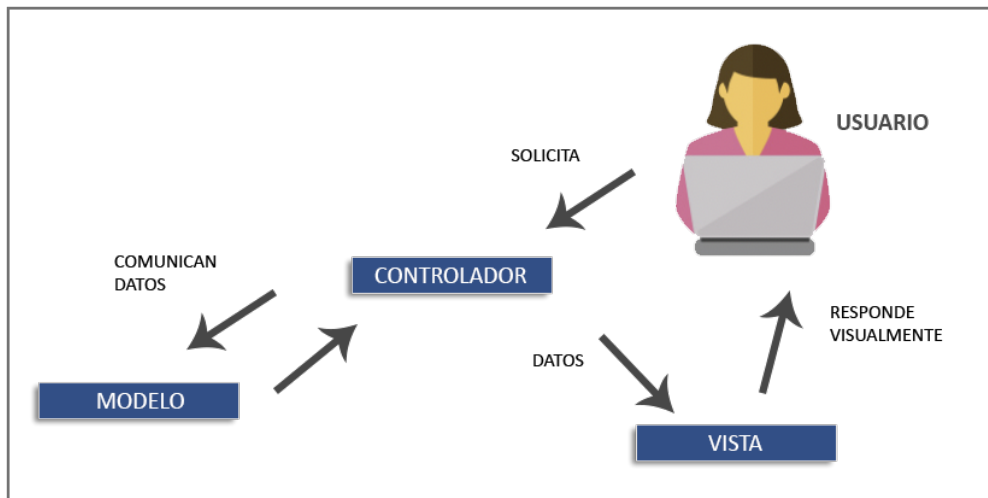 USUARIO
SOLICITA
COMUNICAN
DATOS
CONTROLADOR
RESPONDE
VISUALMENTE
DATOS
MODELO
VISTA